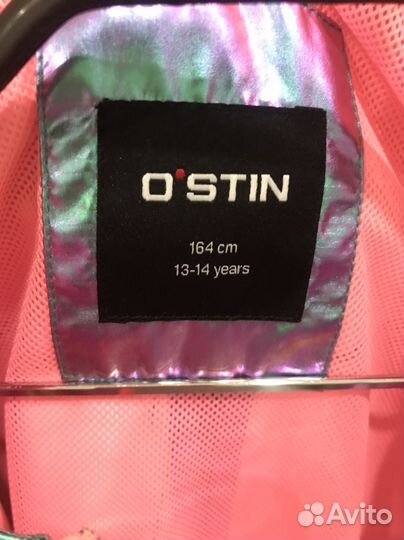 O'STIN
164 cm
13-14 years
Avito